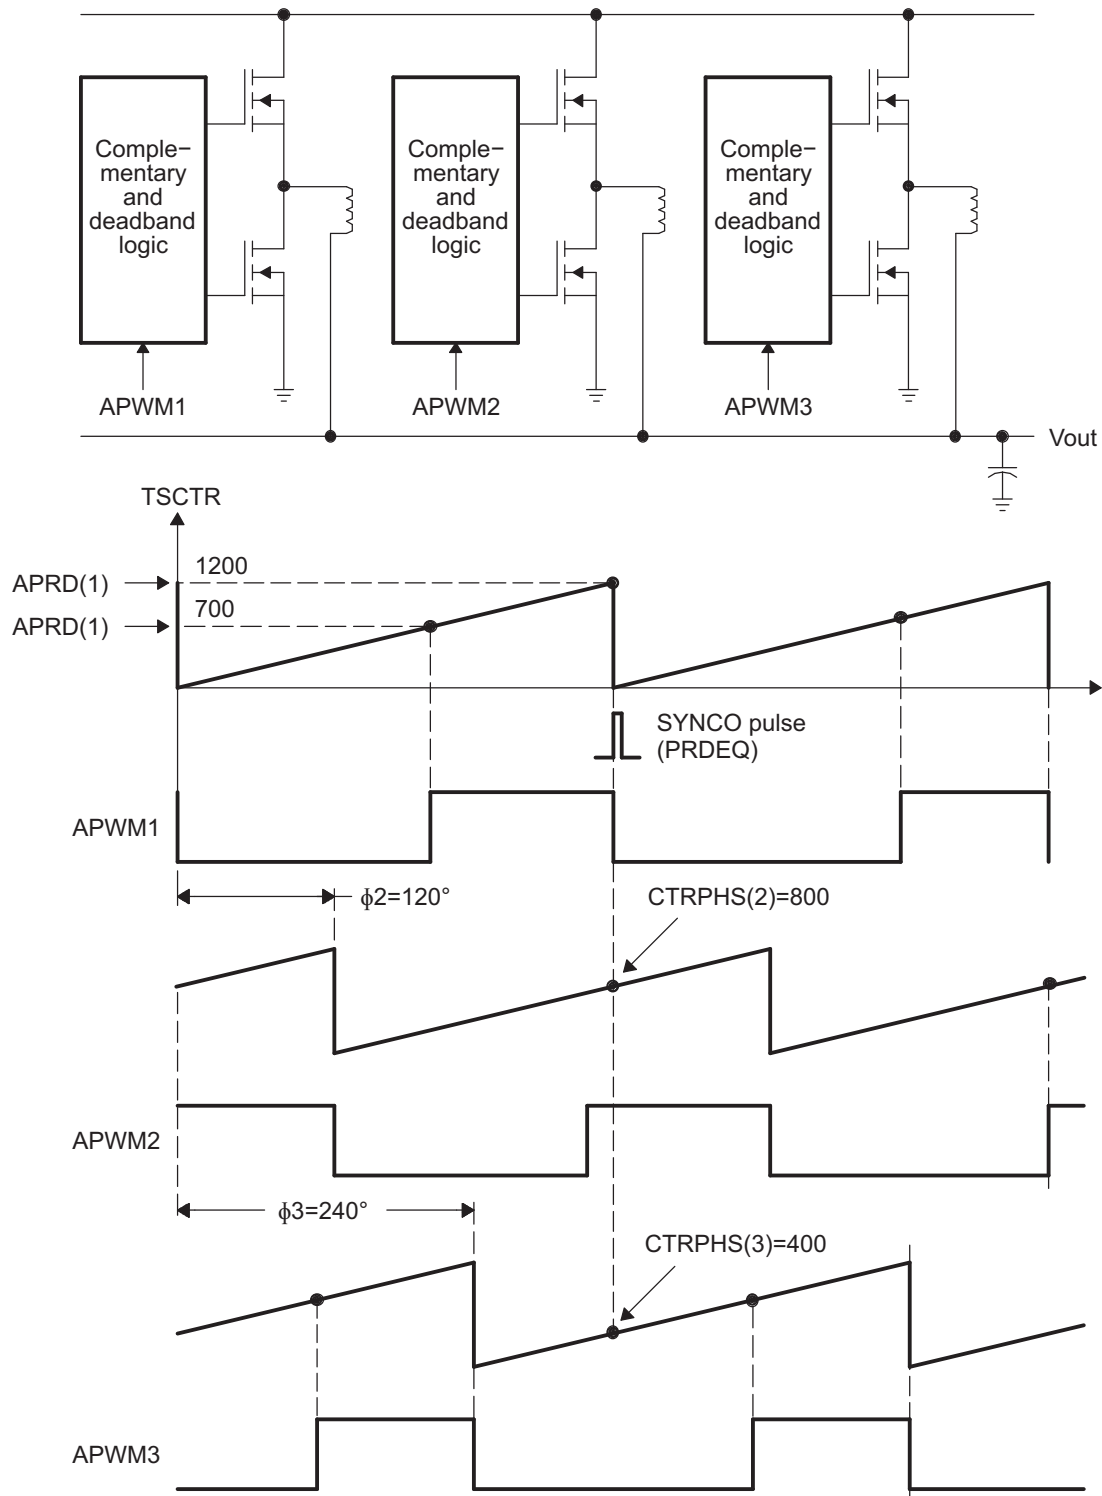 Comple−
mentary
and
deadband
logic
Comple−
mentary
and
deadband
logic
Comple−
mentary
and
deadband
logic
APWM1
APWM2
APWM3
Vout
TSCTR
APRD(1)
1200
APRD(1)
700
SYNCO pulse
(PRDEQ)
APWM1
ϕ2=120°
CTRPHS(2)=800
APWM2
ϕ3=240°
CTRPHS(3)=400
APWM3